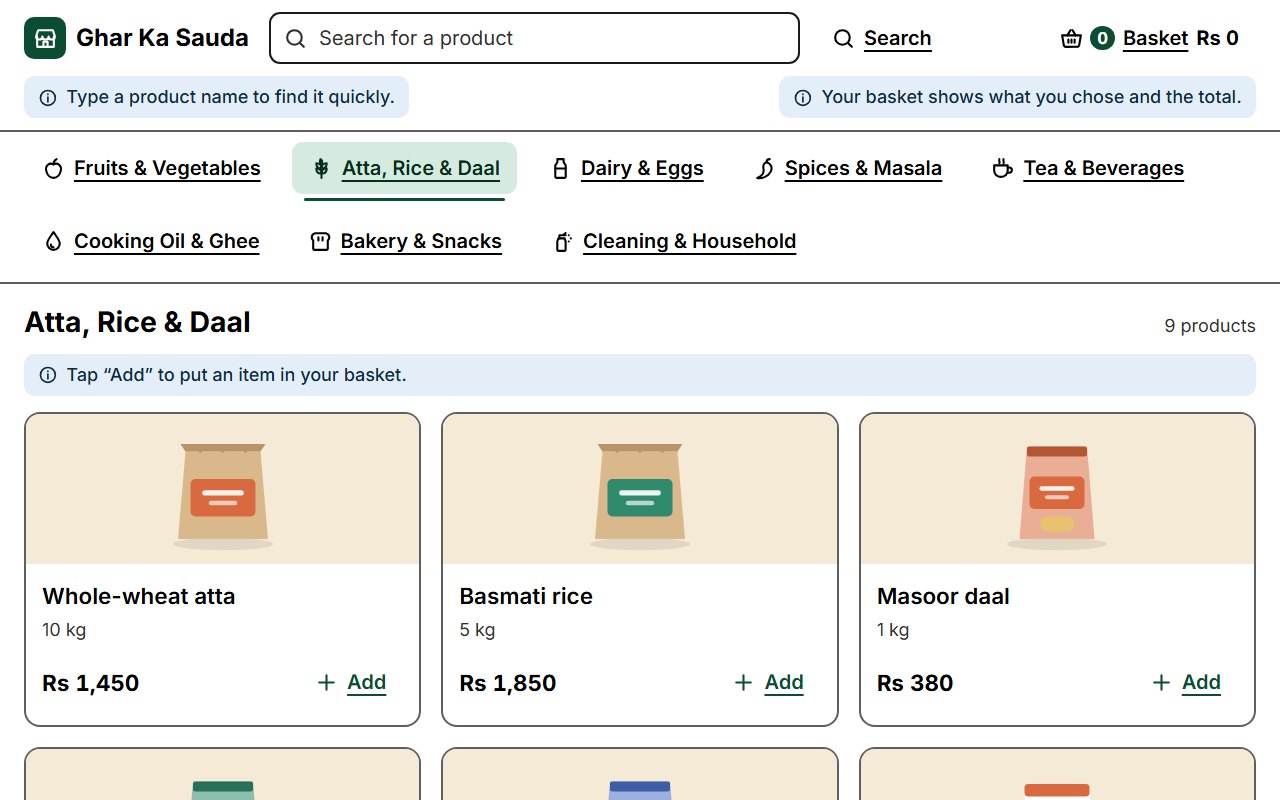 Ghar Ka Sauda
Search for a product
Search
0 Basket Rs 0
Type a product name to find it quickly.
Your basket shows what you chose and the total.
Fruits & Vegetables
Atta, Rice & Daal
Dairy & Eggs
Spices & Masala
Tea & Beverages
Cooking Oil & Ghee
Bakery & Snacks
Cleaning & Household
Atta, Rice & Daal
9 products
Tap “Add” to put an item in your basket.
Whole-wheat atta
10 kg
Rs 1,450
Add
Basmati rice
5 kg
Rs 1,850
Add
Masoor daal
1 kg
Rs 380
Add